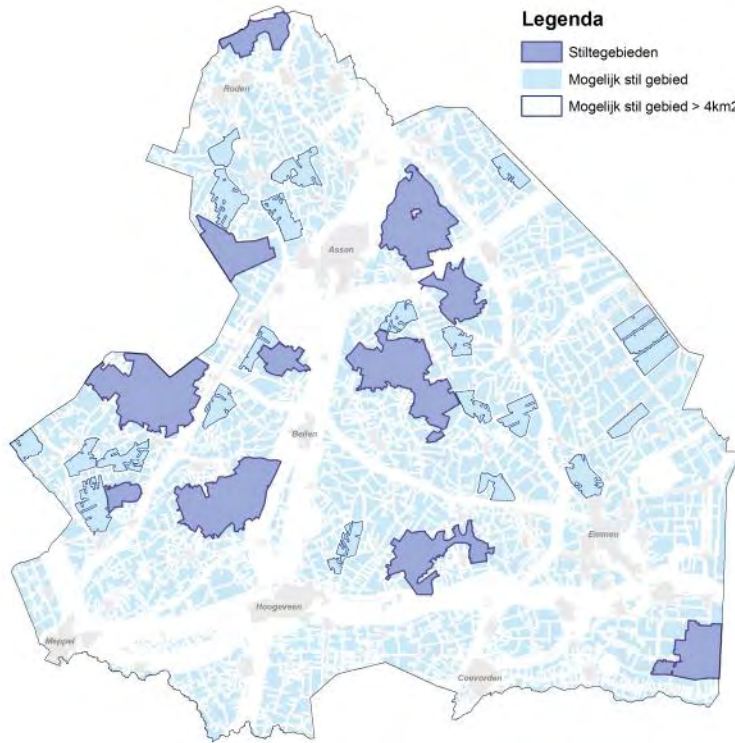 Legenda
Stiltegebieden
Mogelijk stil gebied
Mogelijk stil gebied > 4km2
Roden
Assen
Beilen
Emmen
Hoogeveen
Meppel
Coevorden